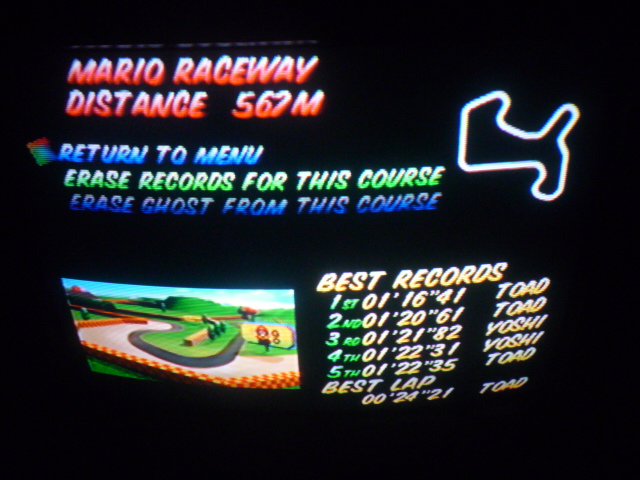 MARIO RACEWAY
DISTANCE 567M
RETURN TO MENU
ERASE RECORDS FOR THIS COURSE
ERASE GHOST FROM THIS COURSE
BEST RECORDS
1ST 01'16"41 TOAD
2ND 01'20"61 TOAD
3RD 01'21"82 YOSHI
4TH 01'22"31 YOSHI
5TH 01'22"35 TOAD
BEST LAP
00'24"21 TOAD